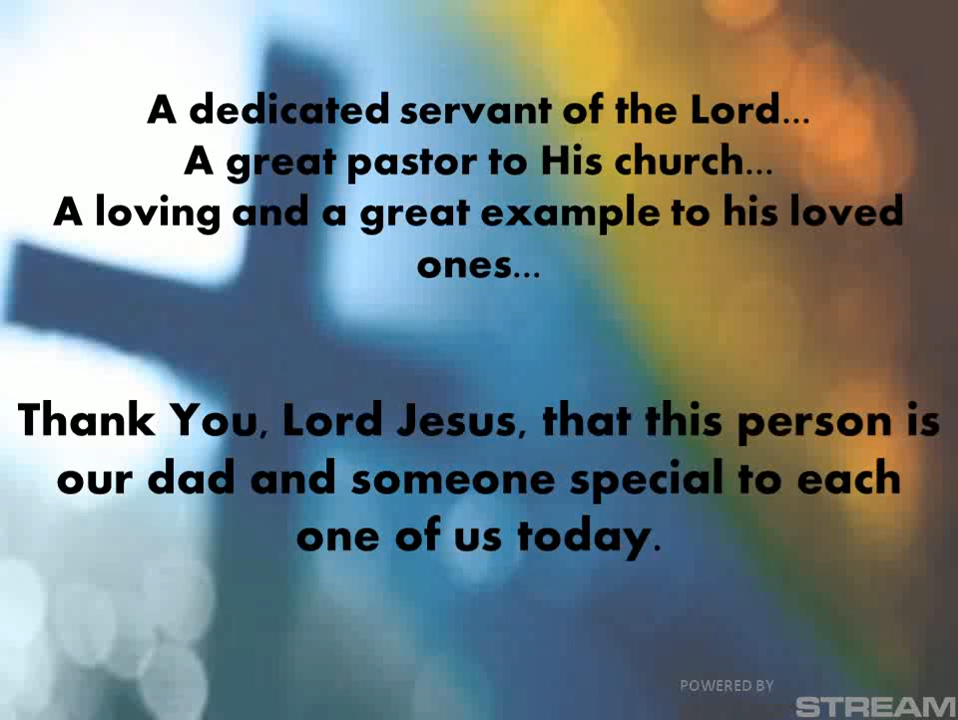 A dedicated servant of the Lord...
A great pastor to His church...
A loving and a great example to his loved
ones...
Thank You, Lord Jesus, that this person is
our dad and someone special to each
one of us today.
POWERED BY
STREAM